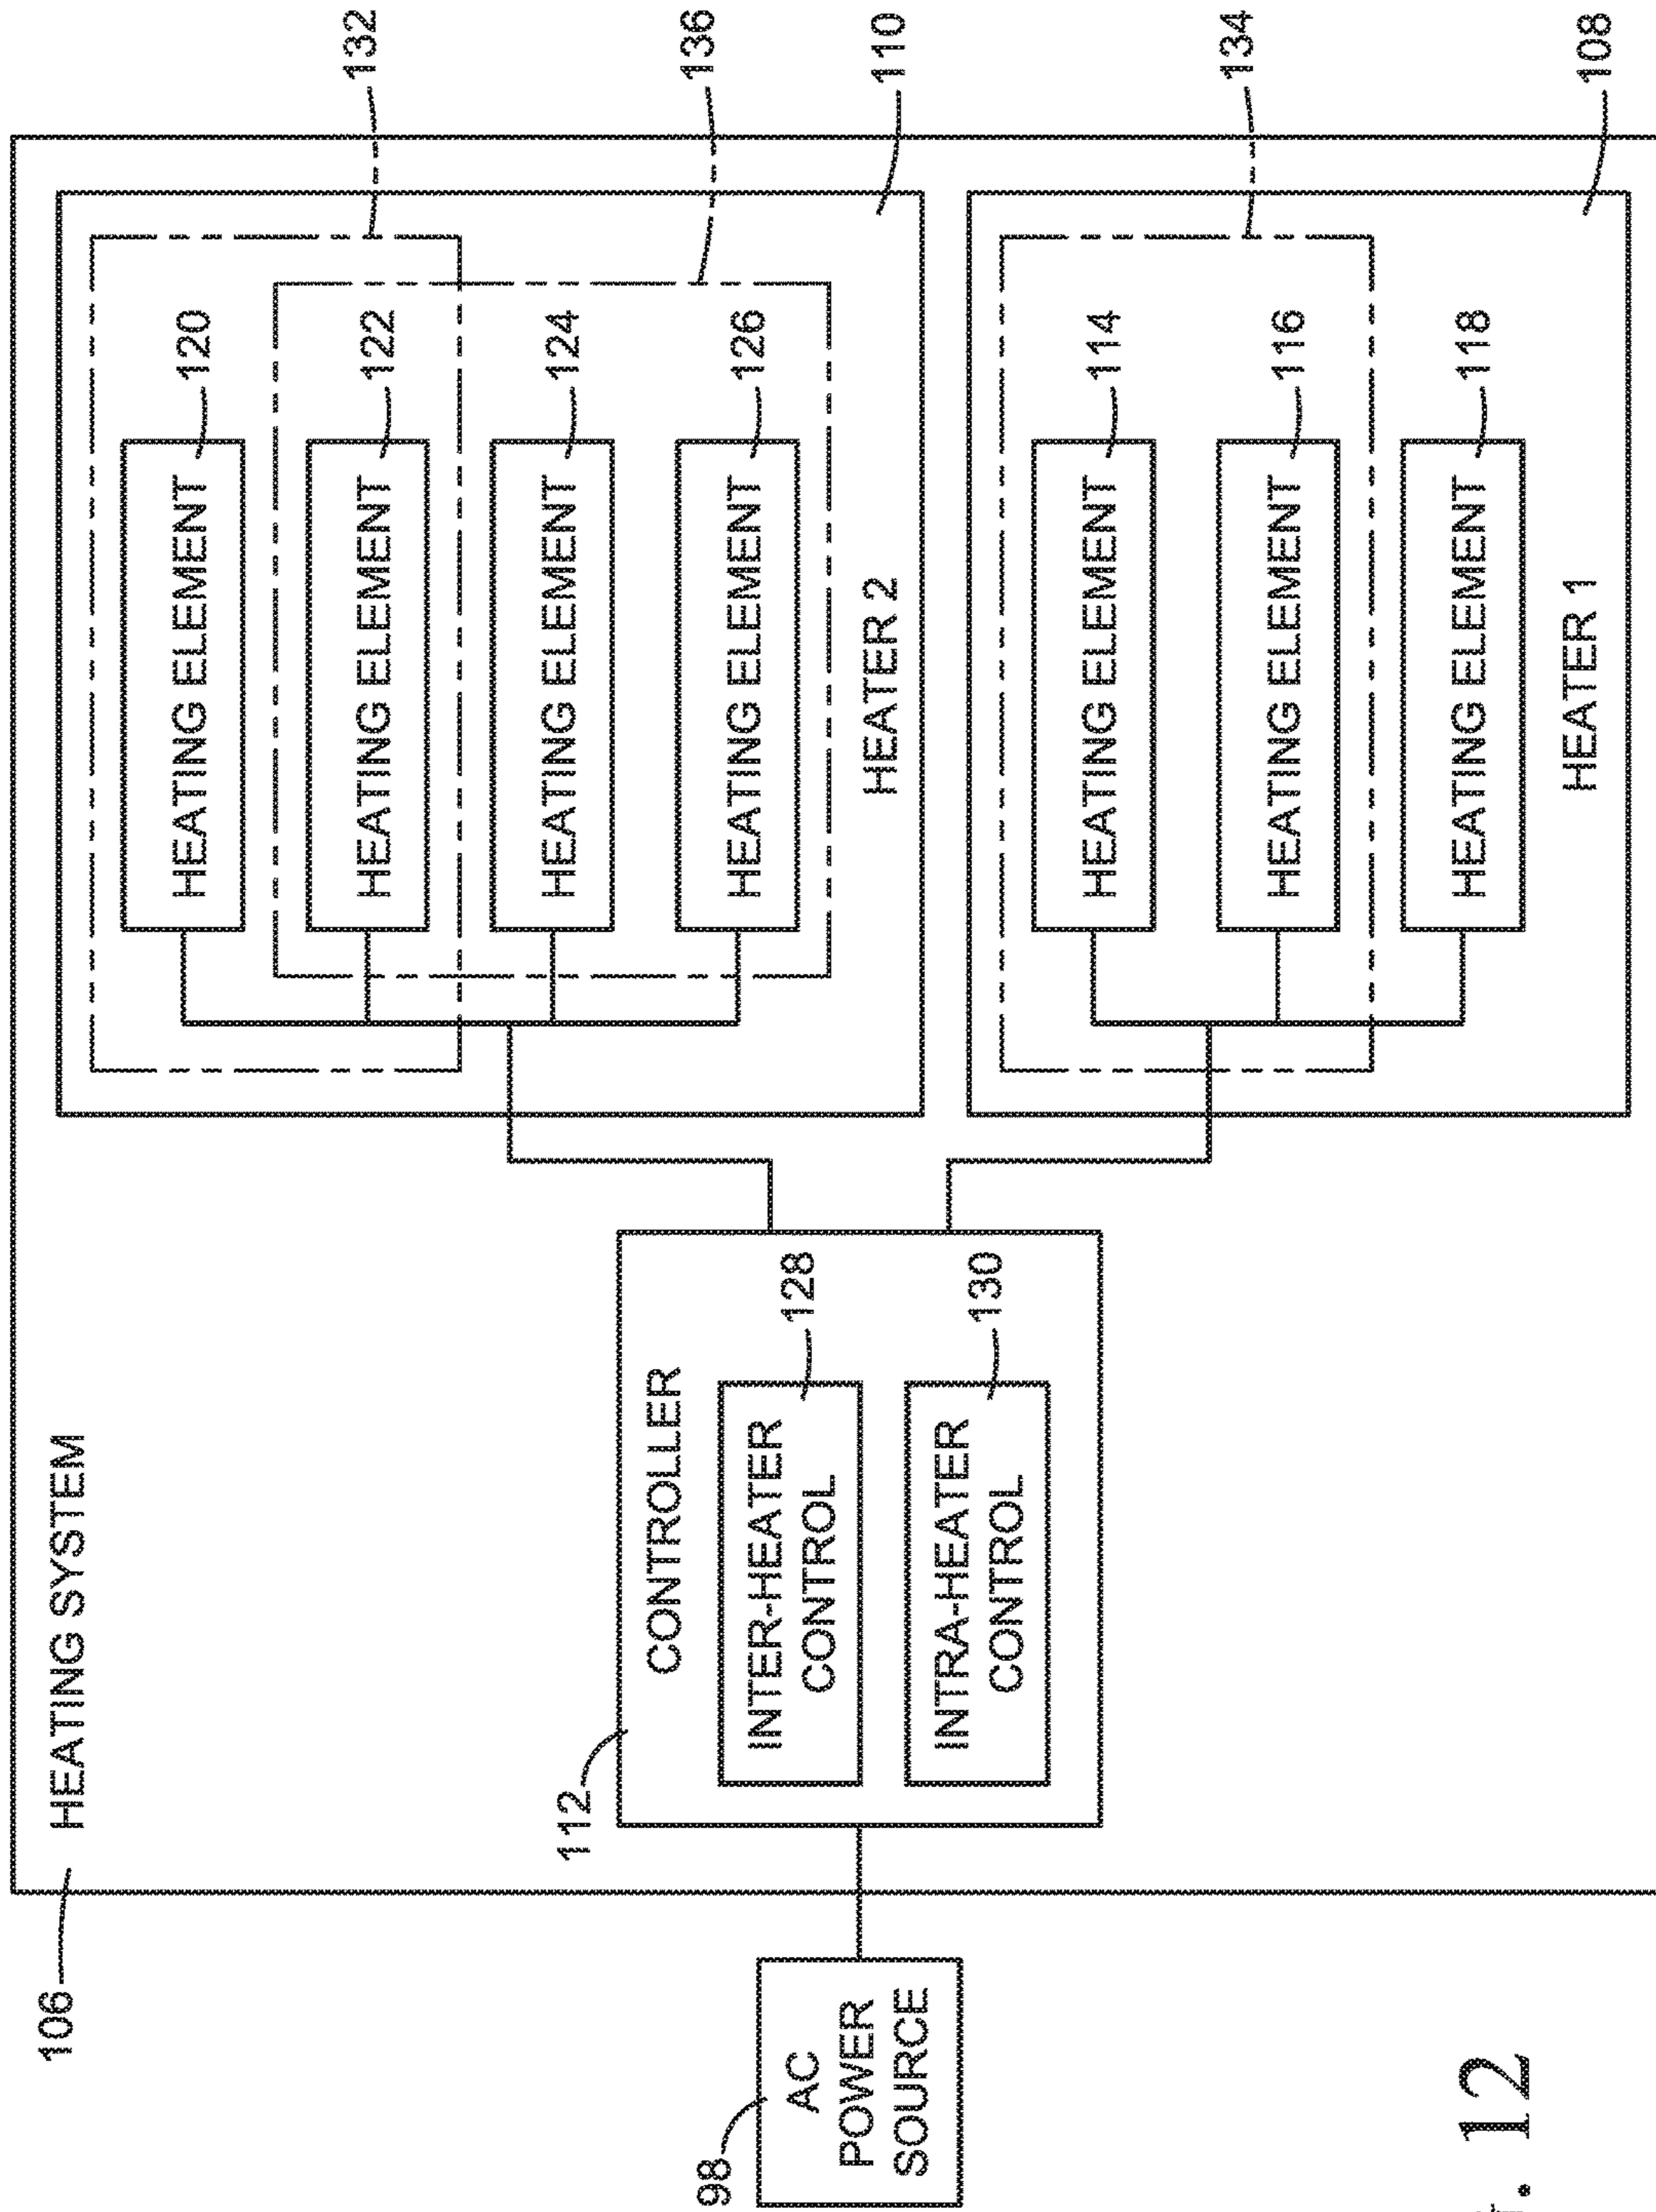 106
HEATING SYSTEM
98
AC
POWER
SOURCE
112
CONTROLLER
INTER-HEATER
CONTROL
128
INTRA-HEATER
CONTROL
130
HEATING ELEMENT
120
132
HEATING ELEMENT
122
HEATING ELEMENT
124
136
HEATING ELEMENT
126
HEATER 2
110
HEATING ELEMENT
114
134
HEATING ELEMENT
116
HEATING ELEMENT
118
HEATER 1
108
12